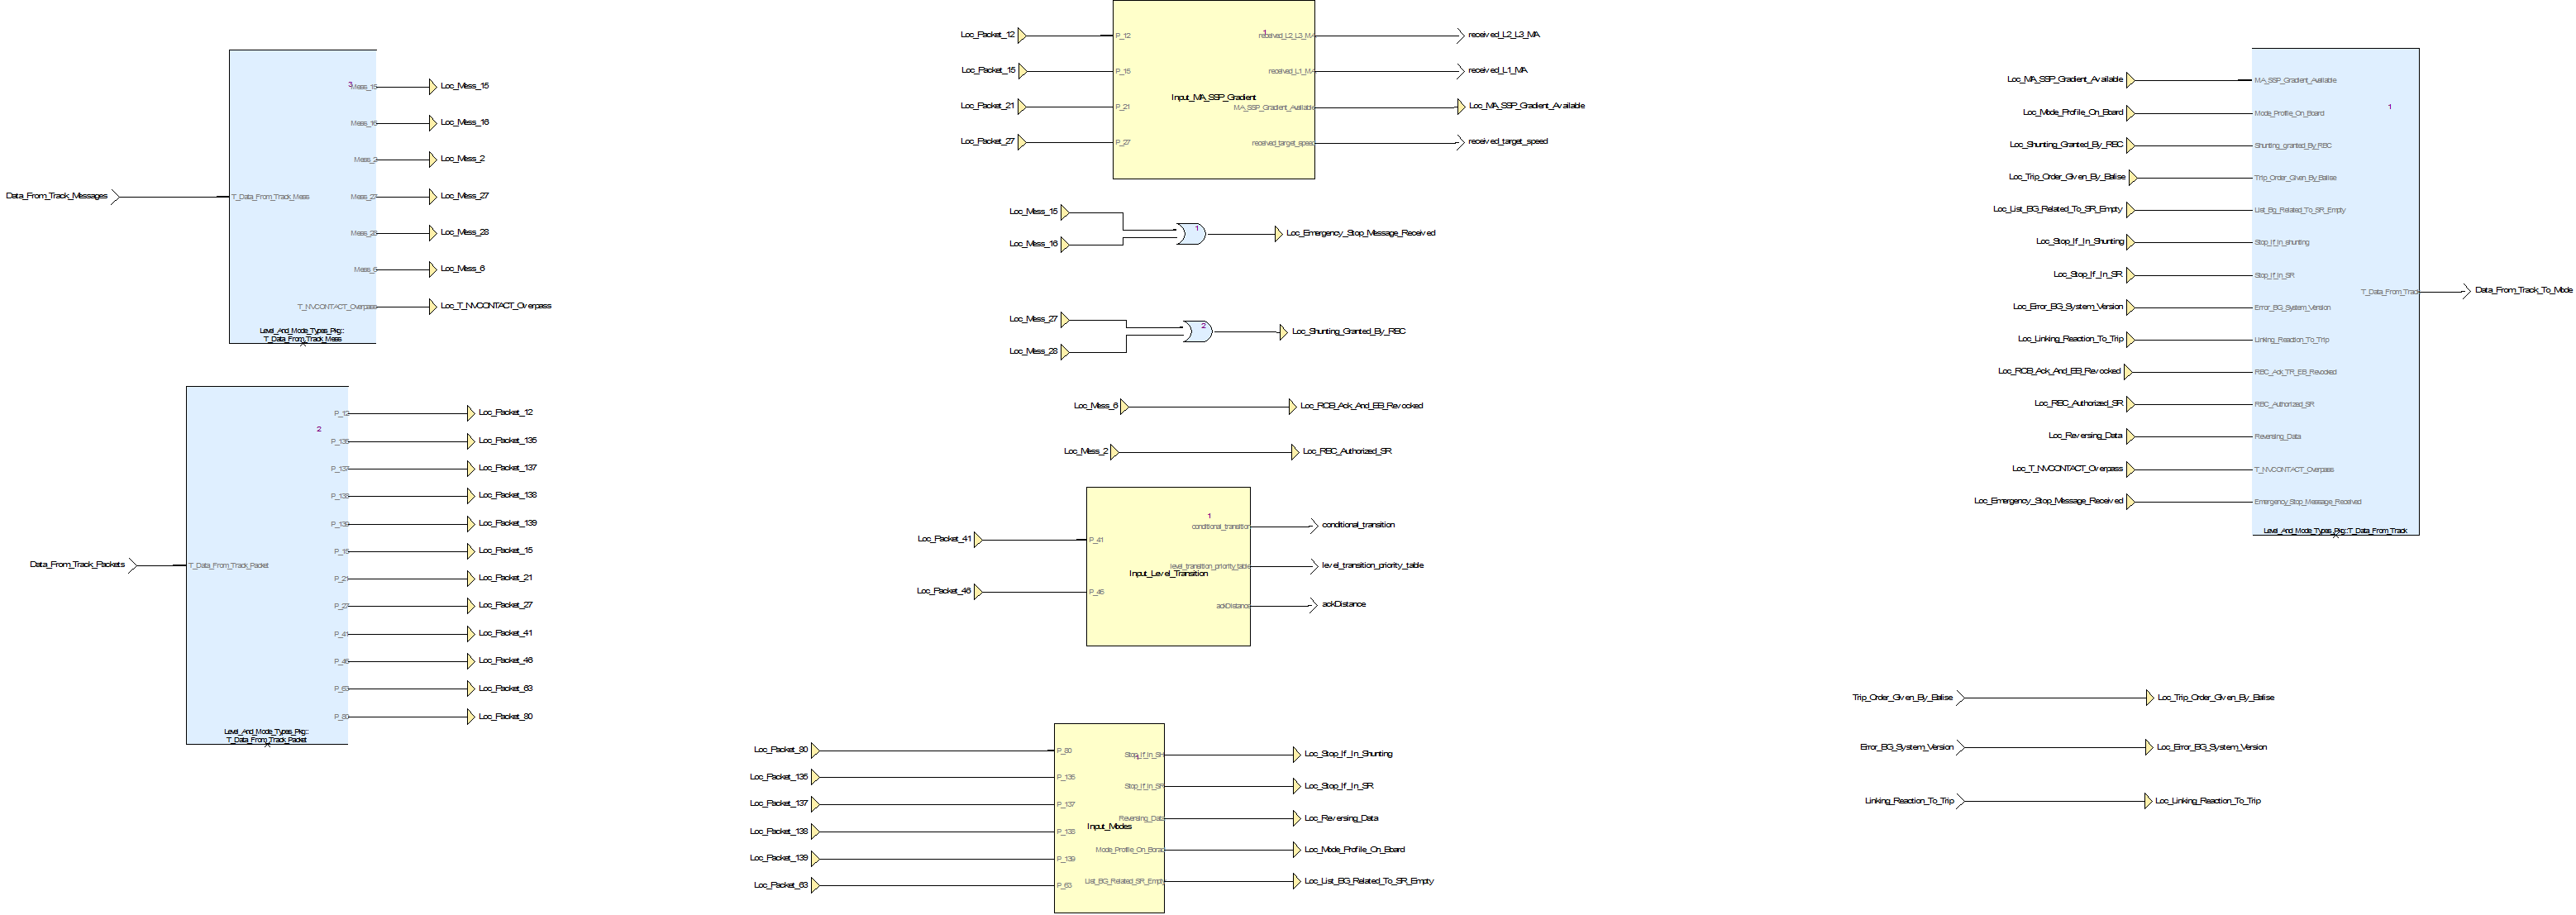 Data_From_Track_Messages
T_Data_From_Track_Mess
3
Mess_15
Loc_Mess_15
Mess_16
Loc_Mess_16
Mess_2
Loc_Mess_2
Mess_27
Loc_Mess_27
Mess_28
Loc_Mess_28
Mess_6
Loc_Mess_6
T_NVCONTACT_Overpass
Loc_T_NVCONTACT_Overpass
Level_And_Mode_Types_Pkg::
T_Data_From_Track_Mess
Data_From_Track_Packets
T_Data_From_Track_Packet
2
P_12
Loc_Packet_12
P_135
Loc_Packet_135
P_137
Loc_Packet_137
P_138
Loc_Packet_138
P_139
Loc_Packet_139
P_15
Loc_Packet_15
P_21
Loc_Packet_21
P_27
Loc_Packet_27
P_41
Loc_Packet_41
P_46
Loc_Packet_46
P_63
Loc_Packet_63
P_80
Loc_Packet_80
Level_And_Mode_Types_Pkg::
T_Data_From_Track_Packet
Loc_Packet_12
P_12
1
received_L2_L3_MA
received_L2_L3_MA
Loc_Packet_15
P_15
received_L1_MA
received_L1_MA
Input_MA_SSP_Gradient
Loc_Packet_21
P_21
MA_SSP_Gradient_Available
Loc_MA_SSP_Gradient_Available
Loc_Packet_27
P_27
received_target_speed
received_target_speed
Loc_Mess_15
Loc_Mess_16
1
Loc_Emergency_Stop_Message_Received
Loc_Mess_27
Loc_Mess_28
2
Loc_Shunting_Granted_By_RBC
Loc_Mess_6
Loc_RCB_Ack_And_EB_Revocked
Loc_Mess_2
Loc_RBC_Authorized_SR
1
Loc_Packet_41
P_41
conditional_transition
conditional_transition
level_transition_priority_table
level_transition_priority_table
Input_Level_Transition
Loc_Packet_46
P_46
ackDistance
ackDistance
Loc_Packet_80
P_80
Stop_If_In_SH
Loc_Stop_If_In_Shunting
Loc_Packet_135
P_135
Stop_If_In_SR
Loc_Stop_If_In_SR
Loc_Packet_137
P_137
Reversing_Data
Loc_Reversing_Data
Input_Modes
Loc_Packet_138
P_138
Mode_Profile_On_Borad
Loc_Mode_Profile_On_Board
Loc_Packet_139
P_139
List_BG_Related_SR_Empty
Loc_List_BG_Related_To_SR_Empty
Loc_Packet_63
P_63
Loc_MA_SSP_Gradient_Available
MA_SSP_Gradient_Available
1
Loc_Mode_Profile_On_Board
Mode_Profile_On_Board
Loc_Shunting_Granted_By_RBC
Shunting_granted_By_RBC
Loc_Trip_Order_Given_By_Balise
Trip_Order_Given_By_Balise
Loc_List_BG_Related_To_SR_Empty
List_Bg_Related_To_SR_Empty
Loc_Stop_If_In_Shunting
Stop_If_In_shunting
Loc_Stop_If_In_SR
Stop_If_In_SR
T_Data_From_Track
Data_From_Track_To_Mode
Loc_Error_BG_System_Version
Error_BG_System_Version
Loc_Linking_Reaction_To_Trip
Linking_Reaction_To_Trip
Loc_RCB_Ack_And_EB_Revocked
RBC_Ack_TR_EB_Revocked
Loc_RBC_Authorized_SR
RBC_Authorized_SR
Loc_Reversing_Data
Reversing_Data
Loc_T_NVCONTACT_Overpass
T_NVCONTACT_Overpass
Loc_Emergency_Stop_Message_Received
Emergency_Stop_Message_Received
Level_And_Mode_Types_Pkg::T_Data_From_Track
Trip_Order_Given_By_Balise
Loc_Trip_Order_Given_By_Balise
Error_BG_System_Version
Loc_Error_BG_System_Version
Linking_Reaction_To_Trip
Loc_Linking_Reaction_To_Trip